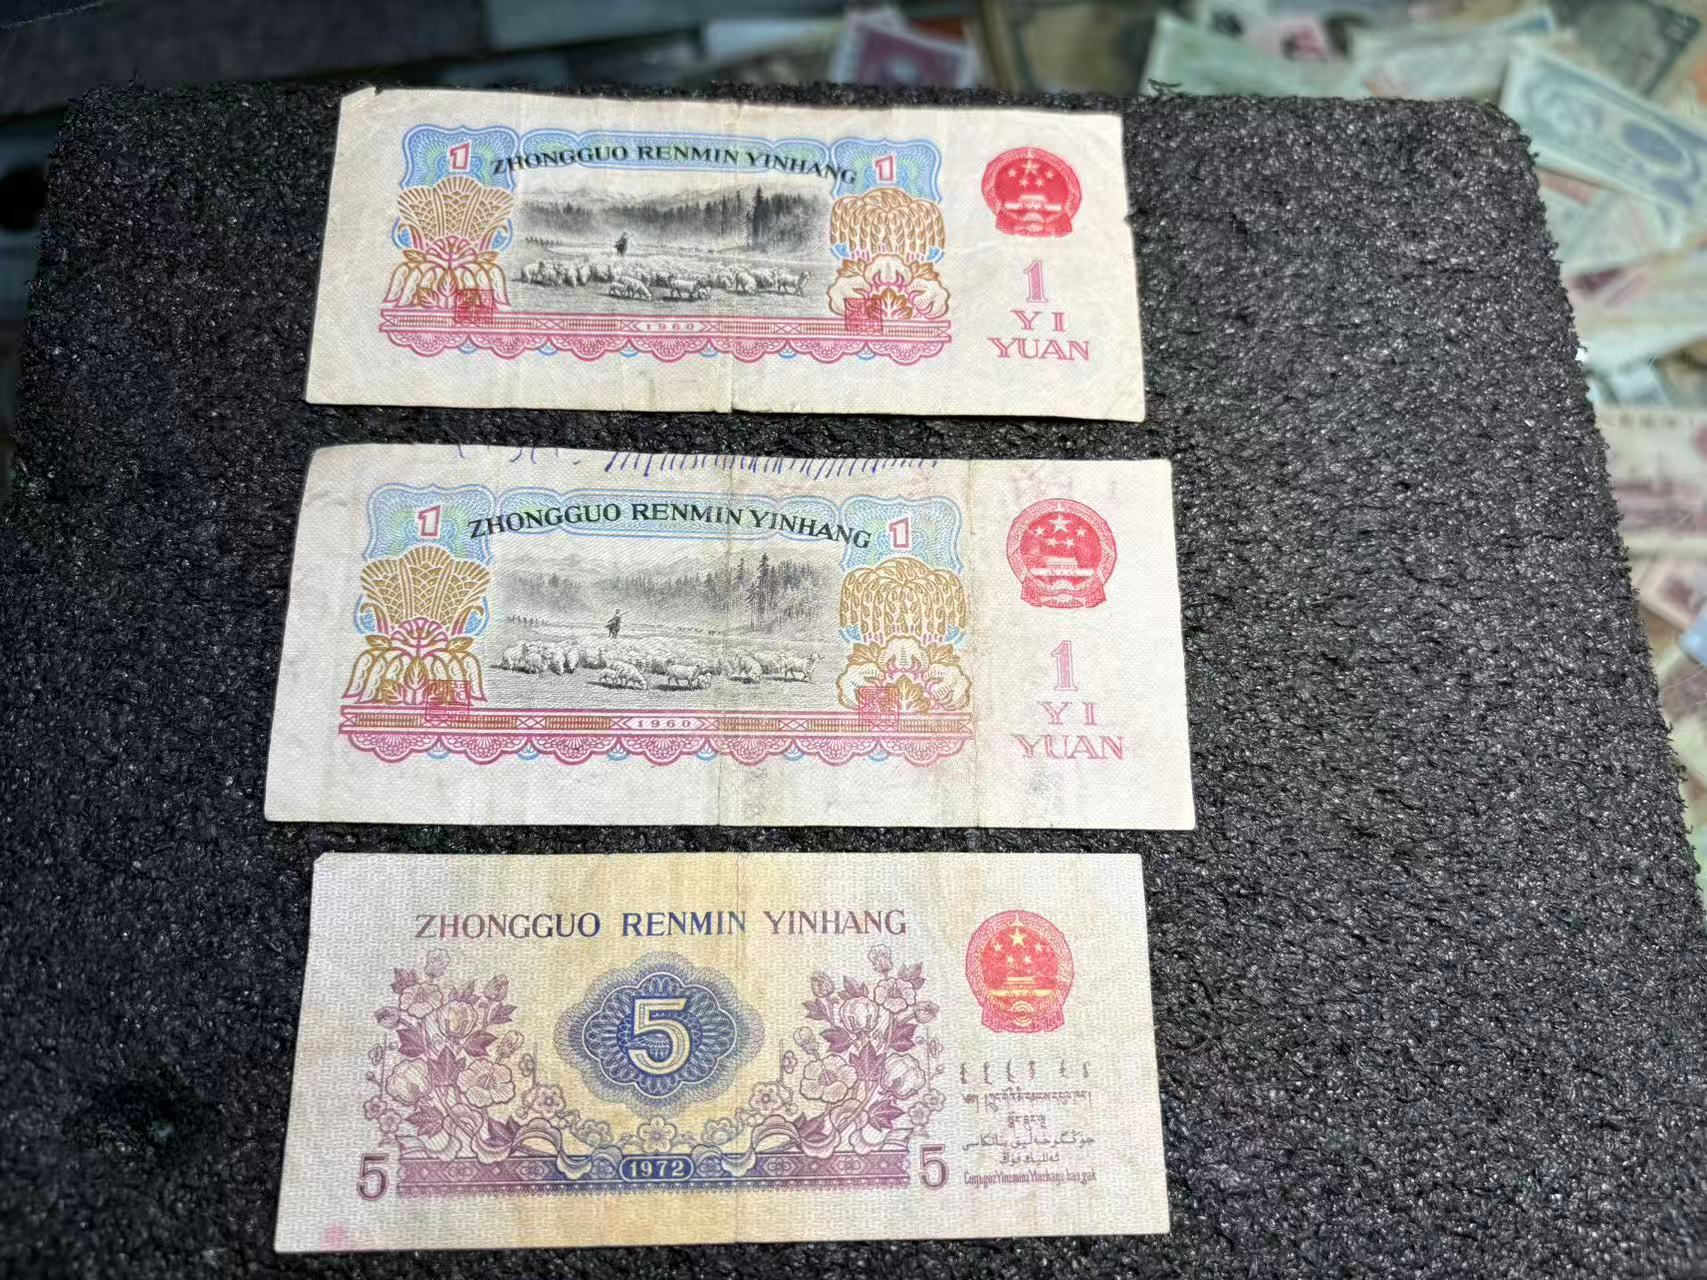 1 ZHONGGUO RENMIN YINHANG 1
1960
1
YI
YUAN
1 ZHONGGUO RENMIN YINHANG 1
1960
1
YI
YUAN
ZHONGGUO RENMIN YINHANG
5
5 1972 5